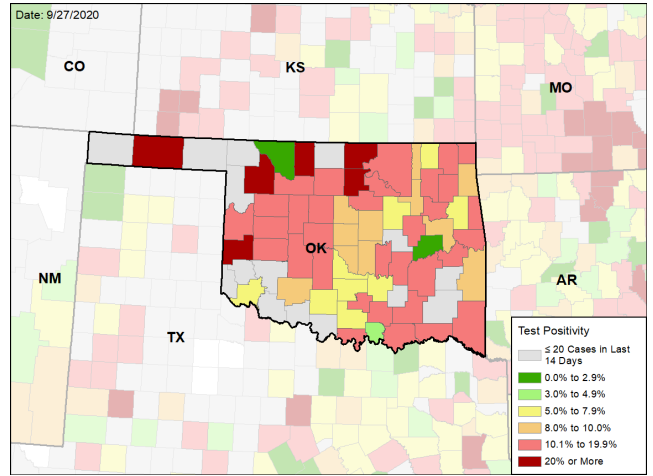 Date: 9/27/2020
CO
KS
MO
OK
NM
TX
AR
Test Positivity
≤ 20 Cases in Last
14 Days
0.0% to 2.9%
3.0% to 4.9%
5.0% to 7.9%
8.0% to 10.0%
10.1% to 19.9%
20% or More